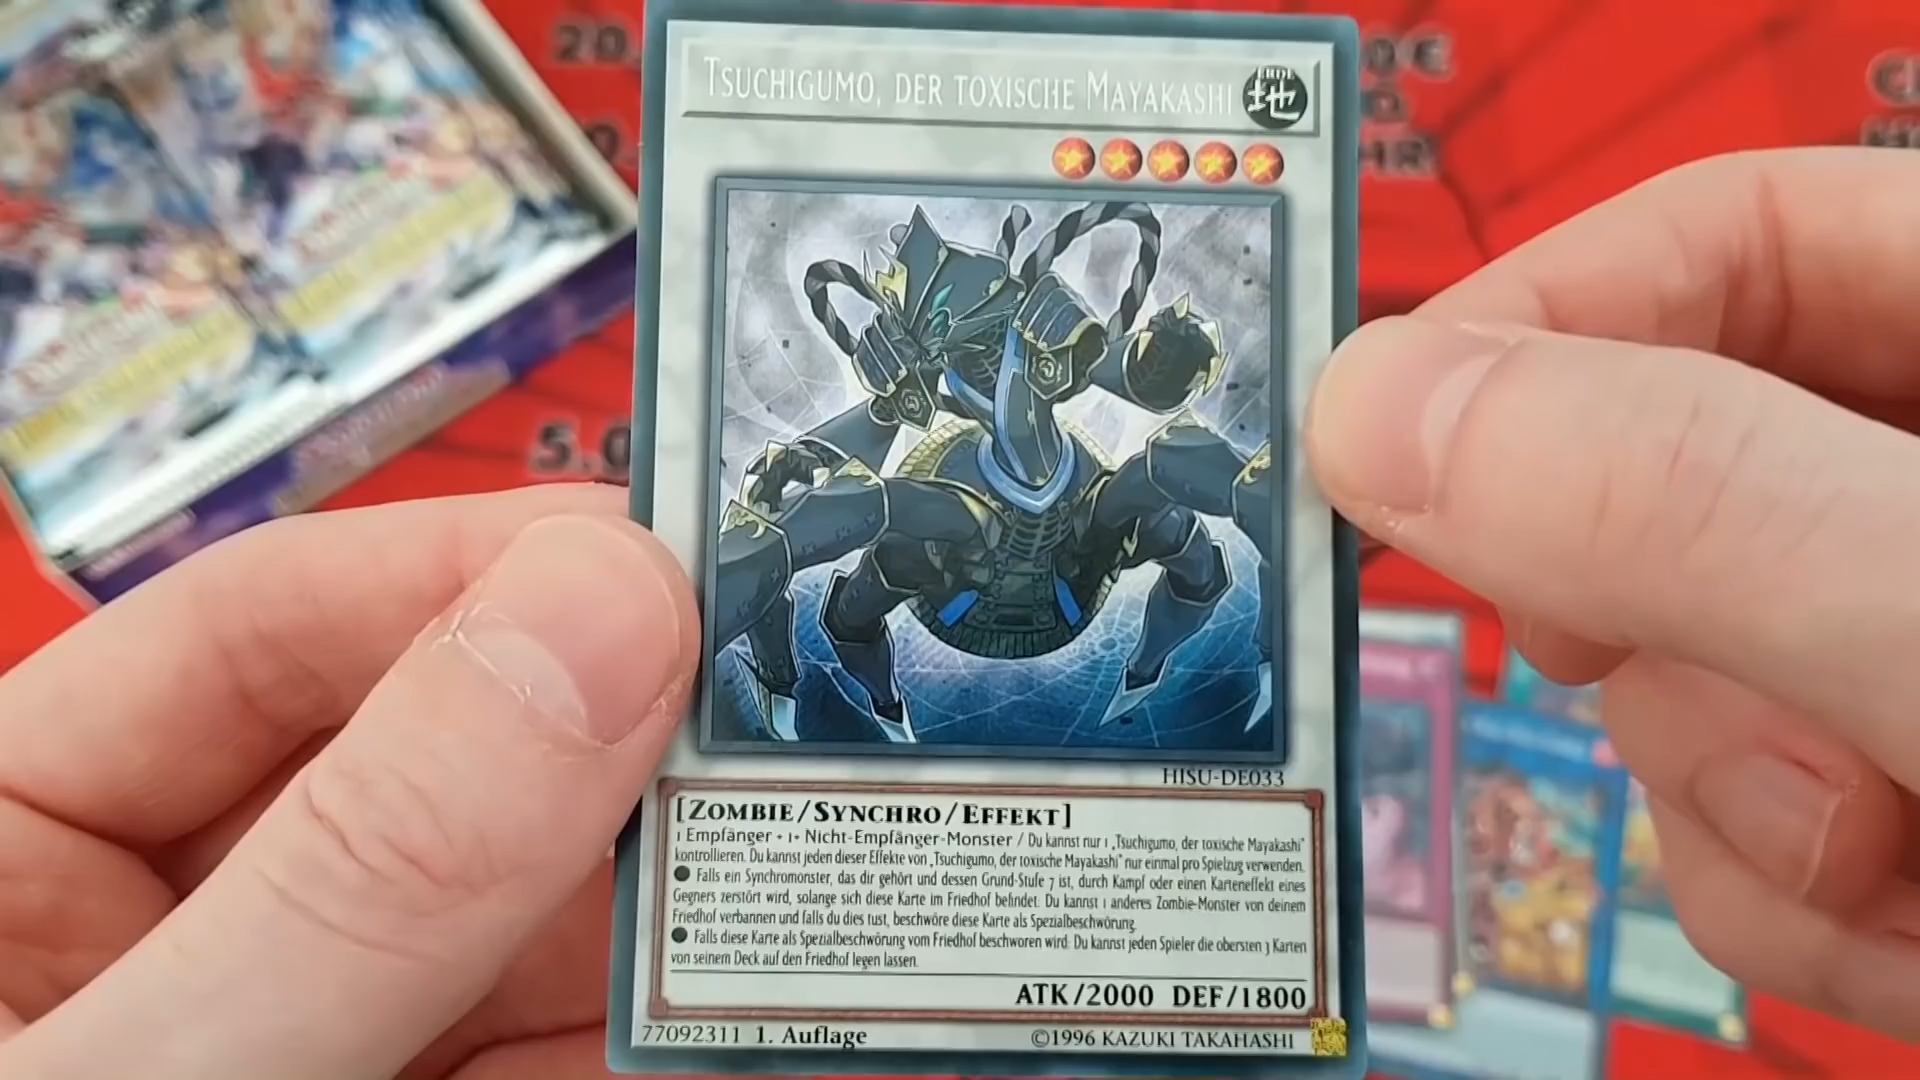 20.
0€
TSUCHIGUMO, DER TOXISCHE MAYAKASHI
ERDE
地
HR
5.0
HISU-DE033
[ZOMBIE/SYNCHRO/EFFEKT]
1 Empfänger + 1+ Nicht-Empfänger-Monster / Du kannst nur 1 „Tsuchigumo, der toxische Mayakashi“
kontrollieren. Du kannst jeden dieser Effekte von „Tsuchigumo, der toxische Mayakashi“ nur einmal pro Spielzug verwenden.
● Falls ein Synchromonster, das dir gehört und dessen Grund-Stufe 7 ist, durch Kampf oder einen Karteneffekt eines
Gegners zerstört wird, solange sich diese Karte im Friedhof befindet: Du kannst 1 anderes Zombie-Monster von deinem
Friedhof verbannen und falls du dies tust, beschwöre diese Karte als Spezialbeschwörung.
● Falls diese Karte als Spezialbeschwörung vom Friedhof beschworen wird: Du kannst jeden Spieler die obersten 3 Karten
von seinem Deck auf den Friedhof legen lassen.
ATK/2000 DEF/1800
77092311 1. Auflage
©1996 KAZUKI TAKAHASHI